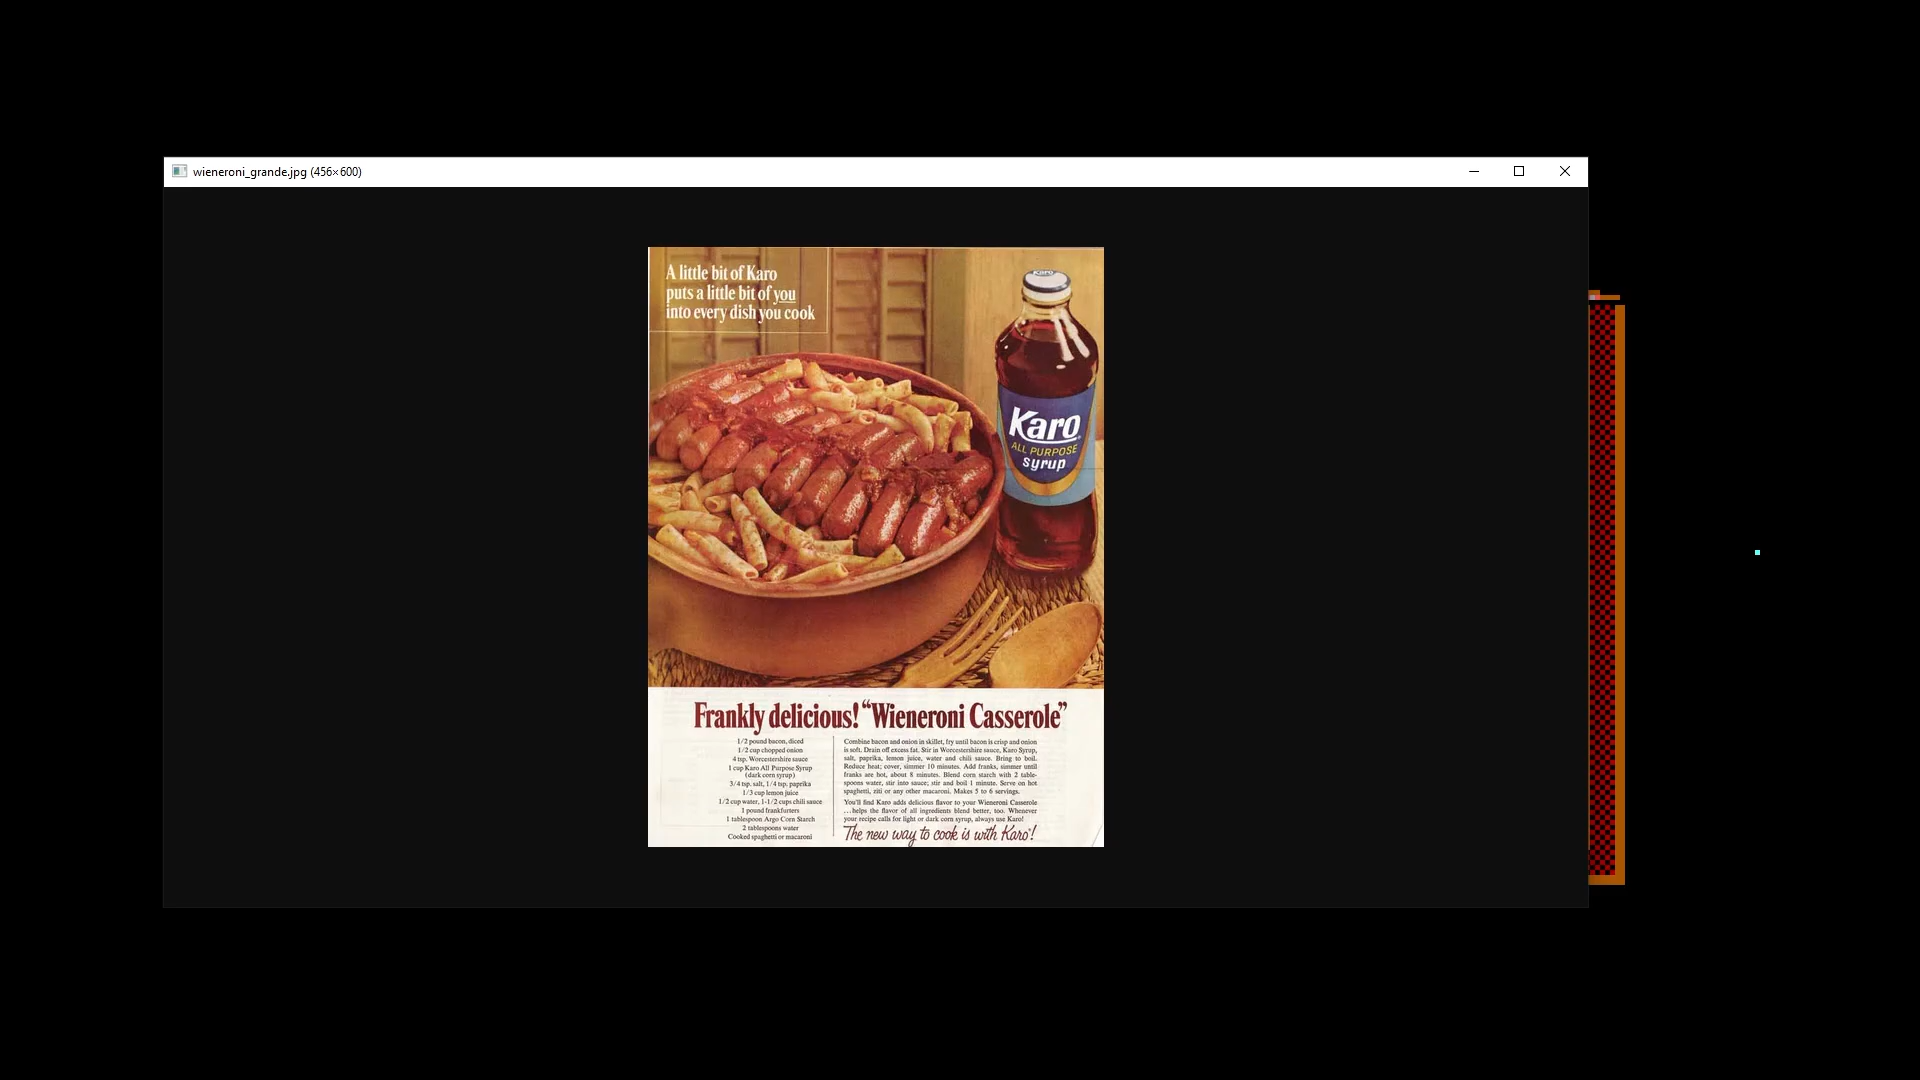 wieneroni_grande.jpg (456×600)
A little bit of Karo
puts a little bit of you
into every dish you cook
Karo
Karo
ALL PURPOSE
syrup
Frankly delicious! “Wieneroni Casserole”
1/2 pound bacon, diced
1/2 cup chopped onion
4 tsp. Worcestershire sauce
1 cup Karo All Purpose Syrup
(dark corn syrup)
3/4 tsp. salt, 1/4 tsp. paprika
1/3 cup lemon juice
1/2 cup water, 1-1/2 cups chili sauce
1 pound frankfurters
1 tablespoon Argo Corn Starch
2 tablespoons water
Cooked spaghetti or macaroni
Combine bacon and onion in skillet, fry until bacon is crisp and onion
is soft. Drain off excess fat. Stir in Worcestershire sauce, Karo Syrup,
salt, paprika, lemon juice, water and chili sauce. Bring to boil.
Reduce heat; cover, simmer 10 minutes. Add franks, simmer until
franks are hot, about 8 minutes. Blend corn starch with 2 table-
spoons water, stir into sauce; stir and boil 1 minute. Serve on hot
spaghetti, ziti or any other macaroni. Makes 5 to 6 servings.
You'll find Karo adds delicious flavor to your Wieneroni Casserole
...helps the flavor of all ingredients blend better, too. Whenever
your recipe calls for light or dark corn syrup, always use Karo!
The new way to cook is with Karo®!